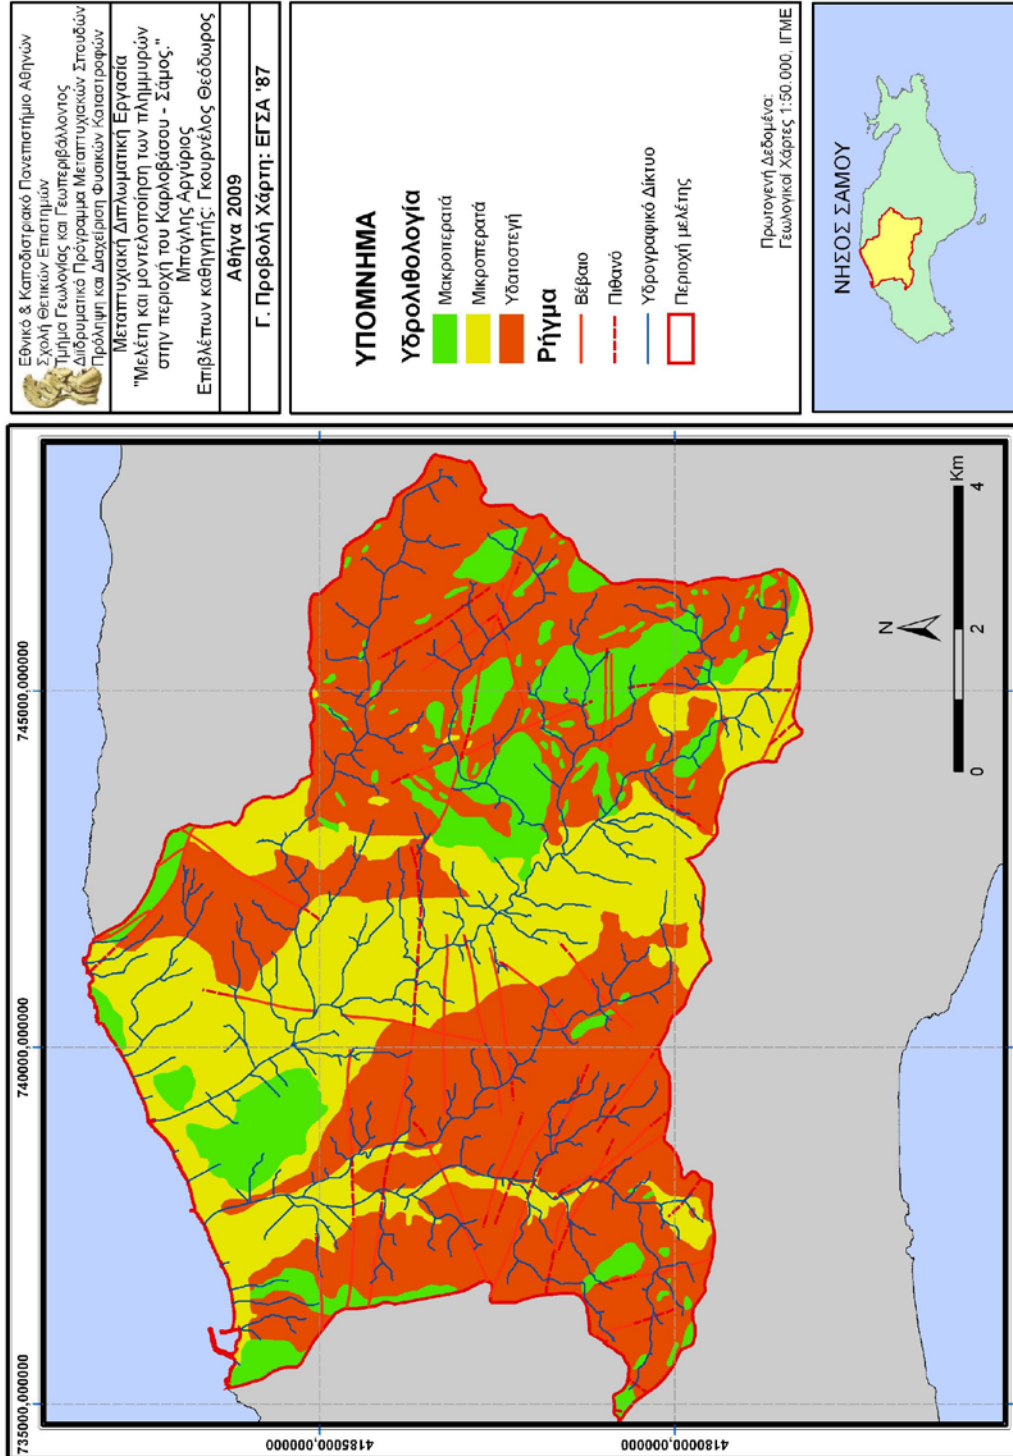 Εθνικό & Καποδιστριακό Πανεπιστήμιο Αθηνών
Σχολή Θετικών Επιστημών
Τμήμα Γεωλογίας και Γεωπεριβάλλοντος
Διϊδρυματικό Πρόγραμμα Μεταπτυχιακών Σπουδών
Πρόληψη και Διαχείριση Φυσικών Καταστροφών
Μεταπτυχιακή Διπλωματική Εργασία
"Μελέτη και μοντελοποίηση των πλημμυρών
στην περιοχή του Καρλοβάσου - Σάμος."
Μπόγλης Αργύριος
Επιβλέπων καθηγητής: Γκουρνέλος Θεόδωρος
Αθήνα 2009
Γ. Προβολή Χάρτη: ΕΓΣΑ '87
ΥΠΟΜΝΗΜΑ
Υδρολιθολογία
Μακροπερατά
Μικροπερατά
Υδατοστεγή
Ρήγμα
Βέβαιο
Πιθανό
Υδρογραφικό Δίκτυο
Περιοχή μελέτης
Πρωτογενή Δεδομένα:
Γεωλογικοί Χάρτες 1:50.000, ΙΓΜΕ
ΝΗΣΟΣ ΣΑΜΟΥ
735000,000000
740000,000000
745000,000000
4185000,000000
4180000,000000
N
Km
0 2 4